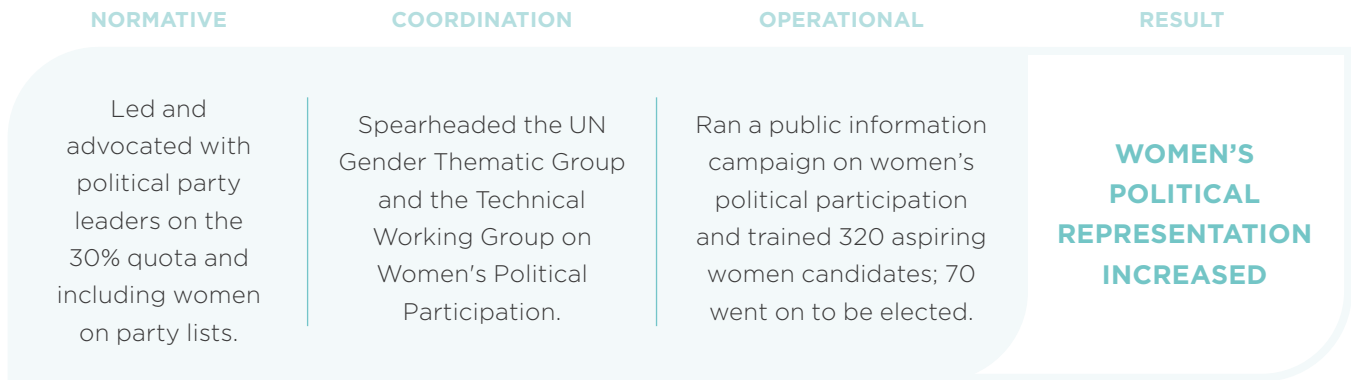 NORMATIVE
COORDINATION
OPERATIONAL
RESULT
Led and
advocated with
political party
leaders on the
30% quota and
including women
on party lists.
Spearheaded the UN
Gender Thematic Group
and the Technical
Working Group on
Women's Political
Participation.
Ran a public information
campaign on women’s
political participation
and trained 320 aspiring
women candidates; 70
went on to be elected.
WOMEN’S
POLITICAL
REPRESENTATION
INCREASED